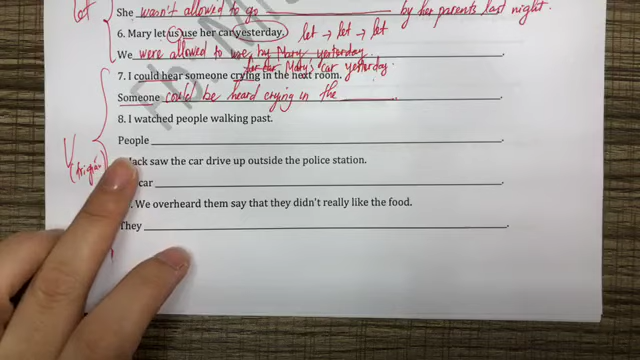 let
She wasn't allowed to go by her parents last night.
6. Mary let us use her car yesterday. let → let → let
We were allowed to use by Mary yesterday.
Mary's car yesterday.
7. I could hear someone crying in the next room.
Someone could be heard crying in the
8. I watched people walking past.
People
Jack saw the car drive up outside the police station.
car
We overheard them say that they didn't really like the food.
They